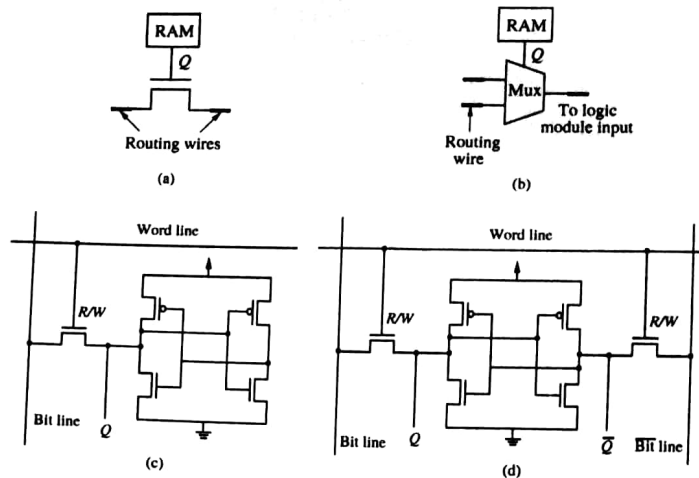 RAM
Q
Routing wires
(a)
RAM
Q
Mux
To logic
module input
Routing
wire
(b)
Word line
R/W
Bit line
Q
(c)
Word line
R/W
R/W
Bit line
Q
Q̅
B̅i̅t̅ line
(d)